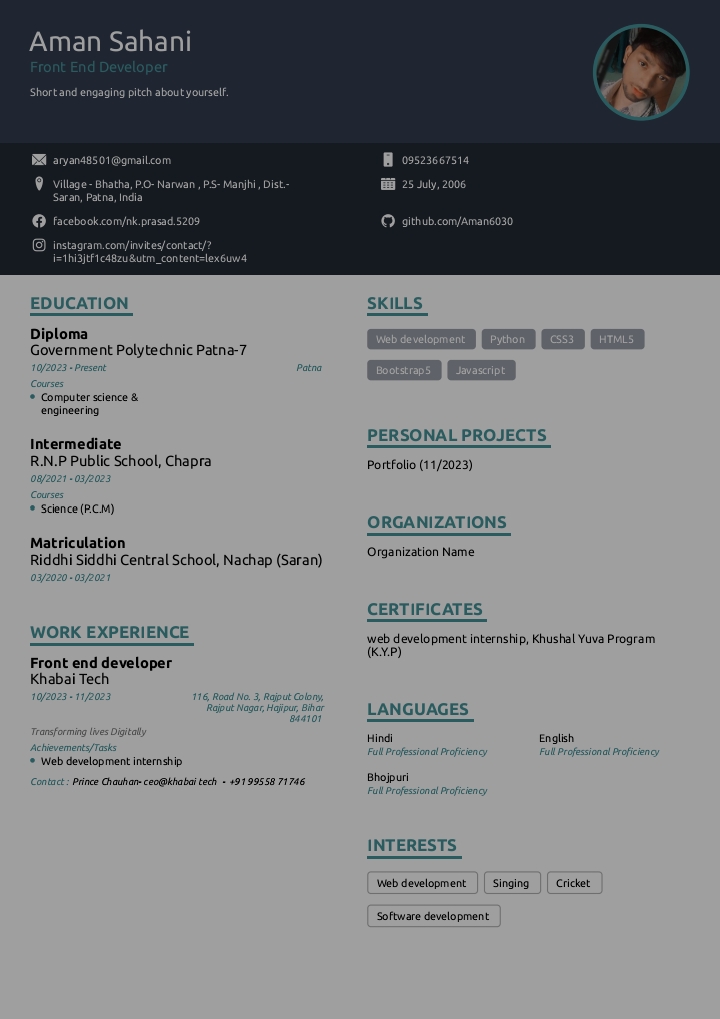 Aman Sahani
Front End Developer
Short and engaging pitch about yourself.
aryan48501@gmail.com
09523667514
Village - Bhatha, P.O- Narwan , P.S- Manjhi , Dist.-
Saran, Patna, India
25 July, 2006
facebook.com/nk.prasad.5209
github.com/Aman6030
instagram.com/invites/contact/?
i=1hi3jtf1c48zu&utm_content=lex6uw4
EDUCATION
Diploma
Government Polytechnic Patna-7
10/2023 - Present
Patna
Courses
Computer science &
engineering
Intermediate
R.N.P Public School, Chapra
08/2021 - 03/2023
Courses
Science (P.C.M)
Matriculation
Riddhi Siddhi Central School, Nachap (Saran)
03/2020 - 03/2021
WORK EXPERIENCE
Front end developer
Khabai Tech
10/2023 - 11/2023
116, Road No. 3, Rajput Colony,
Rajput Nagar, Hajipur, Bihar
844101
Transforming lives Digitally
Achievements/Tasks
Web development internship
Contact : Prince Chauhan- ceo@khabai tech - +91 99558 71746
SKILLS
Web development
Python
CSS3
HTML5
Bootstrap5
Javascript
PERSONAL PROJECTS
Portfolio (11/2023)
ORGANIZATIONS
Organization Name
CERTIFICATES
web development internship, Khushal Yuva Program
(K.Y.P)
LANGUAGES
Hindi
Full Professional Proficiency
English
Full Professional Proficiency
Bhojpuri
Full Professional Proficiency
INTERESTS
Web development
Singing
Cricket
Software development